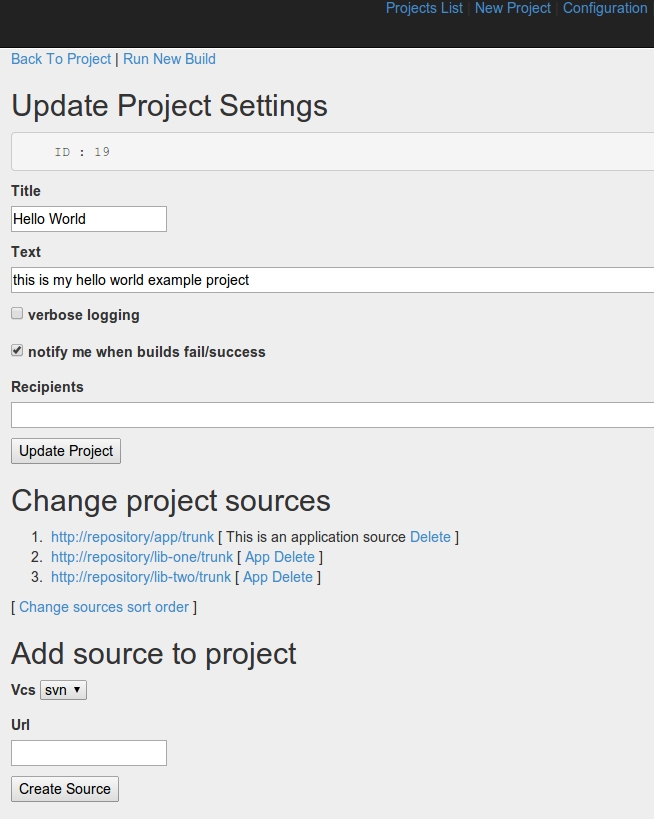 Projects List | New Project | Configuration
Back To Project | Run New Build
Update Project Settings
ID : 19
Title
Hello World
Text
this is my hello world example project
verbose logging
notify me when builds fail/success
Recipients
Update Project
Change project sources
1. http://repository/app/trunk [ This is an application source Delete ]
2. http://repository/lib-one/trunk [ App Delete ]
3. http://repository/lib-two/trunk [ App Delete ]
[ Change sources sort order ]
Add source to project
Vcs svn
Url
Create Source